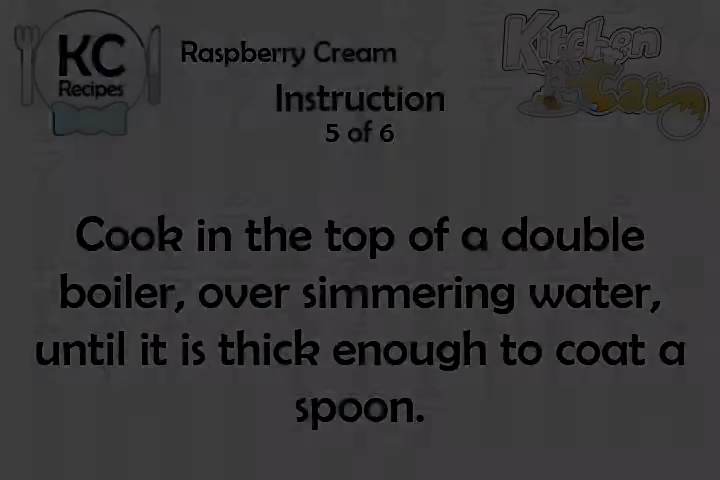 KC
Recipes
Raspberry Cream
Kitchen
Cat
Instruction
5 of 6
Cook in the top of a double
boiler, over simmering water,
until it is thick enough to coat a
spoon.